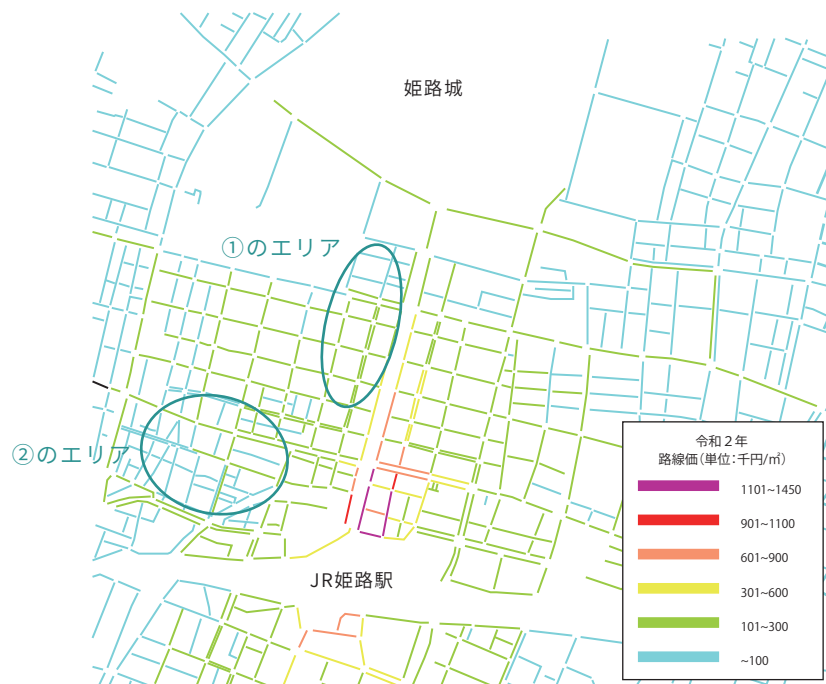 姫路城
①のエリア
②のエリア
JR姫路駅
令和２年
路線価（単位：千円/㎡）
1101~1450
901~1100
601~900
301~600
101~300
~100